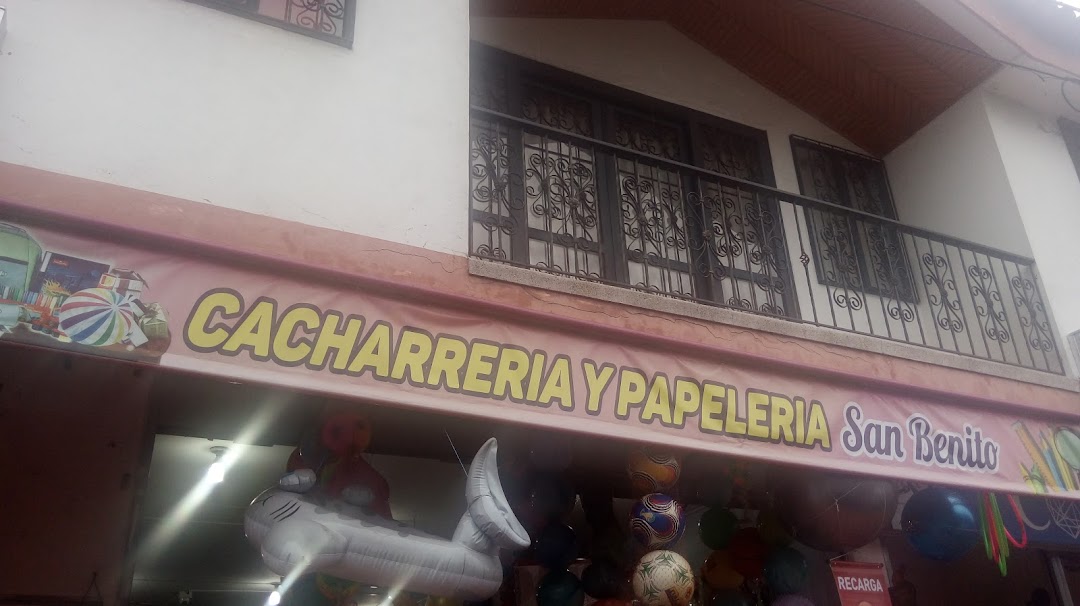 CACHARRERIA Y PAPELERIA San Benito
RECARGA